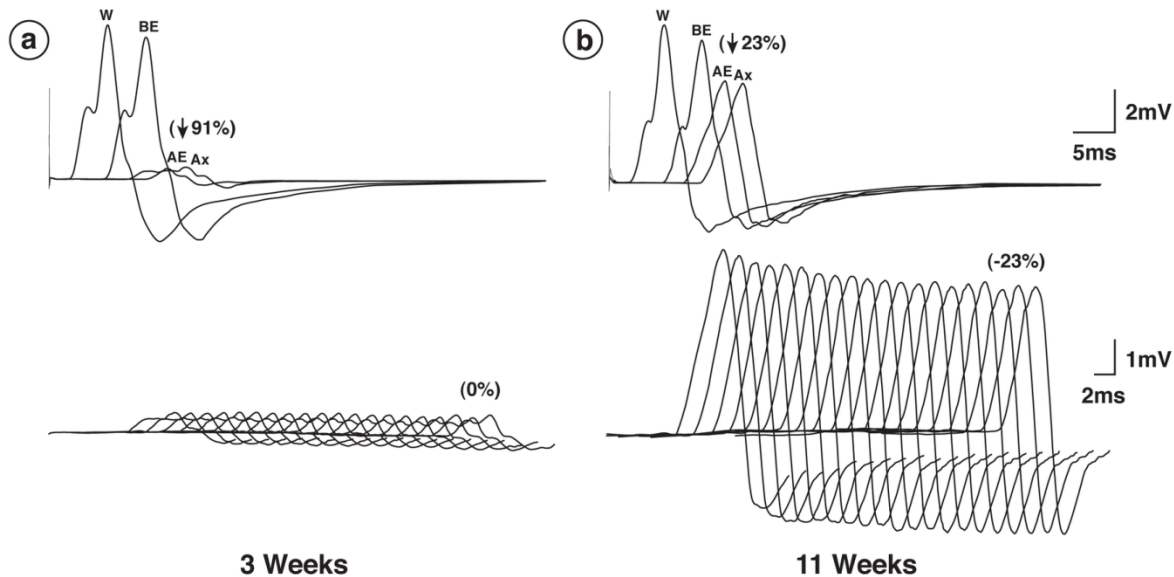 a
W
BE
(↓91%)
AE Ax
(0%)
3 Weeks
b
W
BE
(↓23%)
AE Ax
2mV
5ms
(-23%)
1mV
2ms
11 Weeks